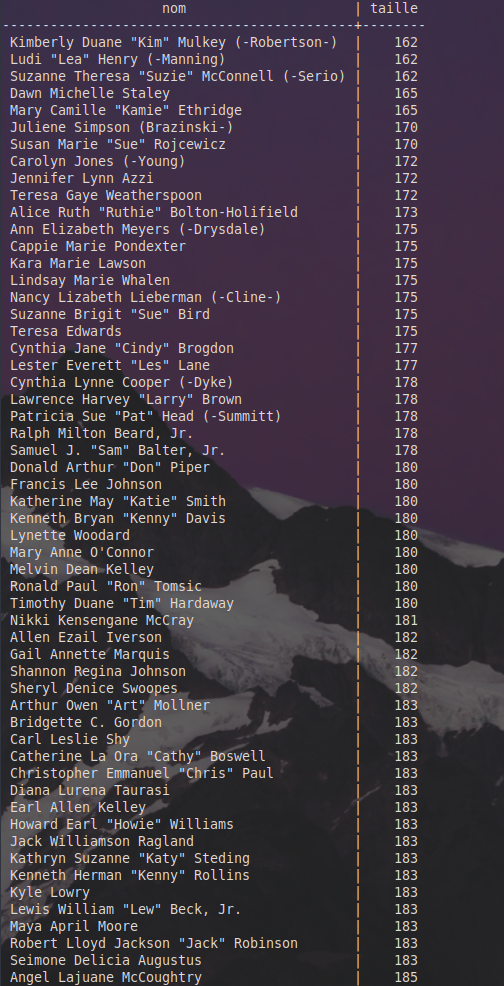 nom | taille
-------------------------------------------+--------
Kimberly Duane "Kim" Mulkey (-Robertson-) | 162
Ludi "Lea" Henry (-Manning) | 162
Suzanne Theresa "Suzie" McConnell (-Serio) | 162
Dawn Michelle Staley | 165
Mary Camille "Kamie" Ethridge | 165
Juliene Simpson (Brazinski-) | 170
Susan Marie "Sue" Rojcewicz | 170
Carolyn Jones (-Young) | 172
Jennifer Lynn Azzi | 172
Teresa Gaye Weatherspoon | 172
Alice Ruth "Ruthie" Bolton-Holifield | 173
Ann Elizabeth Meyers (-Drysdale) | 175
Cappie Marie Pondexter | 175
Kara Marie Lawson | 175
Lindsay Marie Whalen | 175
Nancy Lizabeth Lieberman (-Cline-) | 175
Suzanne Brigit "Sue" Bird | 175
Teresa Edwards | 175
Cynthia Jane "Cindy" Brogdon | 177
Lester Everett "Les" Lane | 177
Cynthia Lynne Cooper (-Dyke) | 178
Lawrence Harvey "Larry" Brown | 178
Patricia Sue "Pat" Head (-Summitt) | 178
Ralph Milton Beard, Jr. | 178
Samuel J. "Sam" Balter, Jr. | 178
Donald Arthur "Don" Piper | 180
Francis Lee Johnson | 180
Katherine May "Katie" Smith | 180
Kenneth Bryan "Kenny" Davis | 180
Lynette Woodard | 180
Mary Anne O'Connor | 180
Melvin Dean Kelley | 180
Ronald Paul "Ron" Tomsic | 180
Timothy Duane "Tim" Hardaway | 180
Nikki Kensengane McCray | 181
Allen Ezail Iverson | 182
Gail Annette Marquis | 182
Shannon Regina Johnson | 182
Sheryl Denice Swoopes | 182
Arthur Owen "Art" Mollner | 183
Bridgette C. Gordon | 183
Carl Leslie Shy | 183
Catherine La Ora "Cathy" Boswell | 183
Christopher Emmanuel "Chris" Paul | 183
Diana Lurena Taurasi | 183
Earl Allen Kelley | 183
Howard Earl "Howie" Williams | 183
Jack Williamson Ragland | 183
Kathryn Suzanne "Katy" Steding | 183
Kenneth Herman "Kenny" Rollins | 183
Kyle Lowry | 183
Lewis William "Lew" Beck, Jr. | 183
Maya April Moore | 183
Robert Lloyd Jackson "Jack" Robinson | 183
Seimone Delicia Augustus | 183
Angel Lajuane McCoughtry | 185